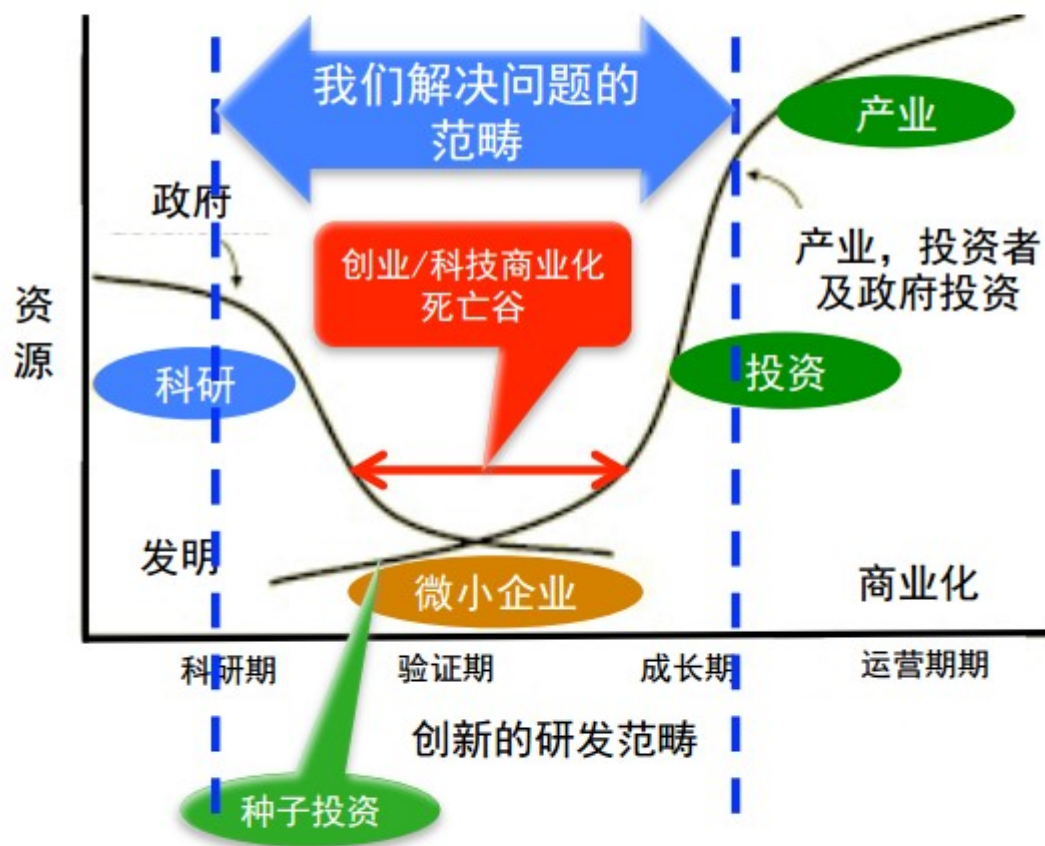 我们解决问题的
范畴
产业
政府
创业/科技商业化
死亡谷
产业，投资者
及政府投资
资
源
科研
投资
发明
微小企业
商业化
科研期
验证期
成长期
运营期期
创新的研发范畴
种子投资